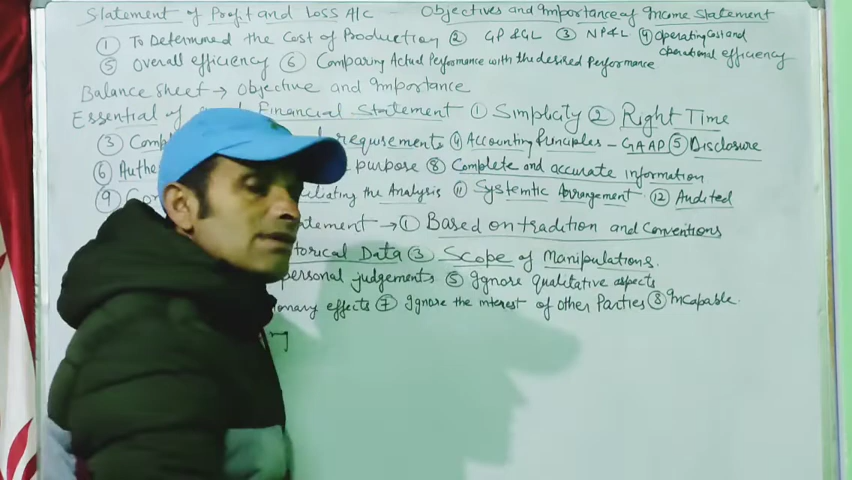 Statement of Profit and Loss A/c Objectives and Importance of Income Statement
① To Determined the Cost of Production ② GP & GL ③ NP & L ④ operating cost and operational efficiency
⑤ Overall efficiency ⑥ Comparing Actual Performance with the desired Performance
Balance sheet → Objective and Importance
Essential of Financial Statement ① Simplicity ② Right Time
③ requrements ④ Accounting Principles - GAAP ⑤ Disclosure
⑥ purpose ⑧ Complete and accurate information
⑨ the Analysis ⑪ Systemtic Arrangement ⑫ Audited
→ ① Based on tradition and Conventions
Data ③ Scope of Manipulations.
personal judgements ⑤ Ignore qualitative aspects
effects ⑦ Ignore the interest of other Parties ⑧ Incapable